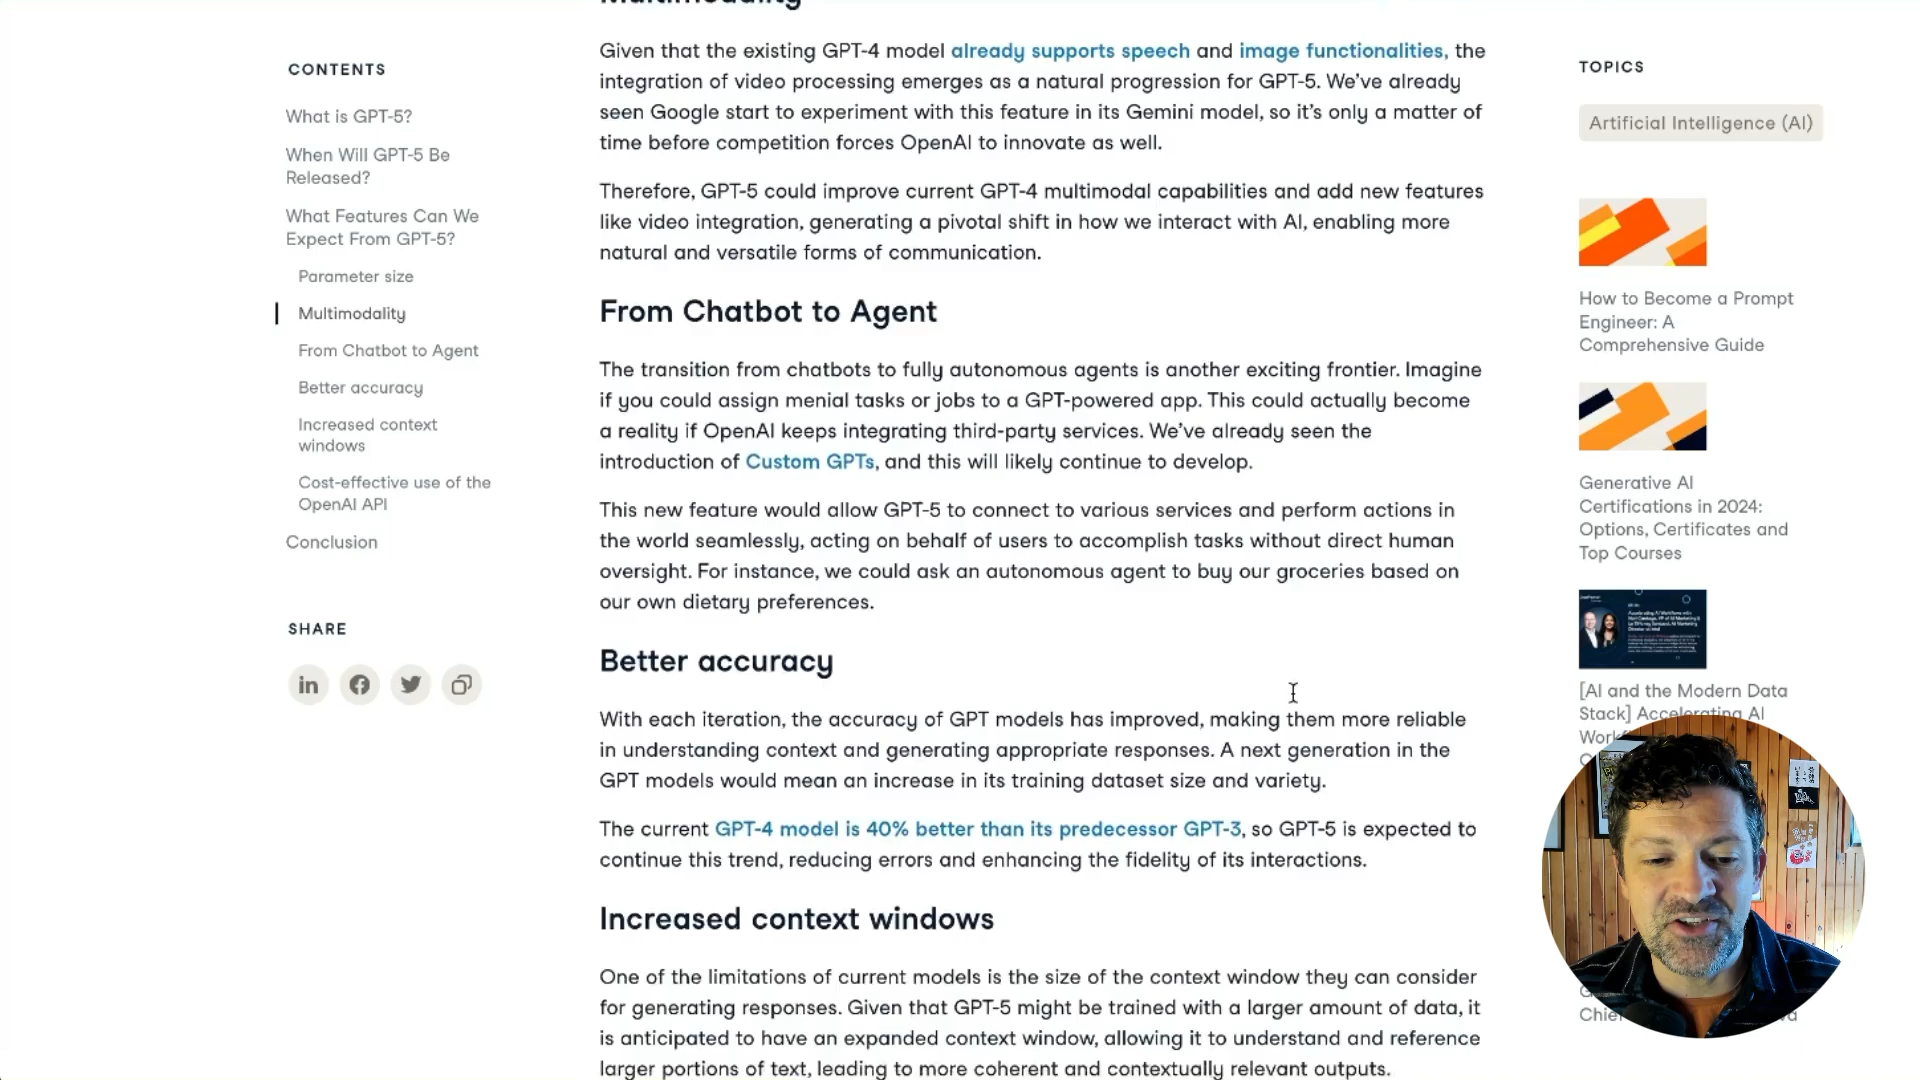 CONTENTS
What is GPT-5?
When Will GPT-5 Be
Released?
What Features Can We
Expect From GPT-5?
Parameter size
Multimodality
From Chatbot to Agent
Better accuracy
Increased context
windows
Cost-effective use of the
OpenAI API
Conclusion
SHARE
Multimodality
Given that the existing GPT-4 model already supports speech and image functionalities, the
integration of video processing emerges as a natural progression for GPT-5. We've already
seen Google start to experiment with this feature in its Gemini model, so it's only a matter of
time before competition forces OpenAI to innovate as well.
Therefore, GPT-5 could improve current GPT-4 multimodal capabilities and add new features
like video integration, generating a pivotal shift in how we interact with AI, enabling more
natural and versatile forms of communication.
From Chatbot to Agent
The transition from chatbots to fully autonomous agents is another exciting frontier. Imagine
if you could assign menial tasks or jobs to a GPT-powered app. This could actually become
a reality if OpenAI keeps integrating third-party services. We've already seen the
introduction of Custom GPTs, and this will likely continue to develop.
This new feature would allow GPT-5 to connect to various services and perform actions in
the world seamlessly, acting on behalf of users to accomplish tasks without direct human
oversight. For instance, we could ask an autonomous agent to buy our groceries based on
our own dietary preferences.
Better accuracy
With each iteration, the accuracy of GPT models has improved, making them more reliable
in understanding context and generating appropriate responses. A next generation in the
GPT models would mean an increase in its training dataset size and variety.
The current GPT-4 model is 40% better than its predecessor GPT-3, so GPT-5 is expected to
continue this trend, reducing errors and enhancing the fidelity of its interactions.
Increased context windows
One of the limitations of current models is the size of the context window they can consider
for generating responses. Given that GPT-5 might be trained with a larger amount of data, it
is anticipated to have an expanded context window, allowing it to understand and reference
larger portions of text, leading to more coherent and contextually relevant outputs.
TOPICS
Artificial Intelligence (AI)
How to Become a Prompt
Engineer: A
Comprehensive Guide
Generative AI
Certifications in 2024:
Options, Certificates and
Top Courses
[AI and the Modern Data
Stack] Accelerating AI